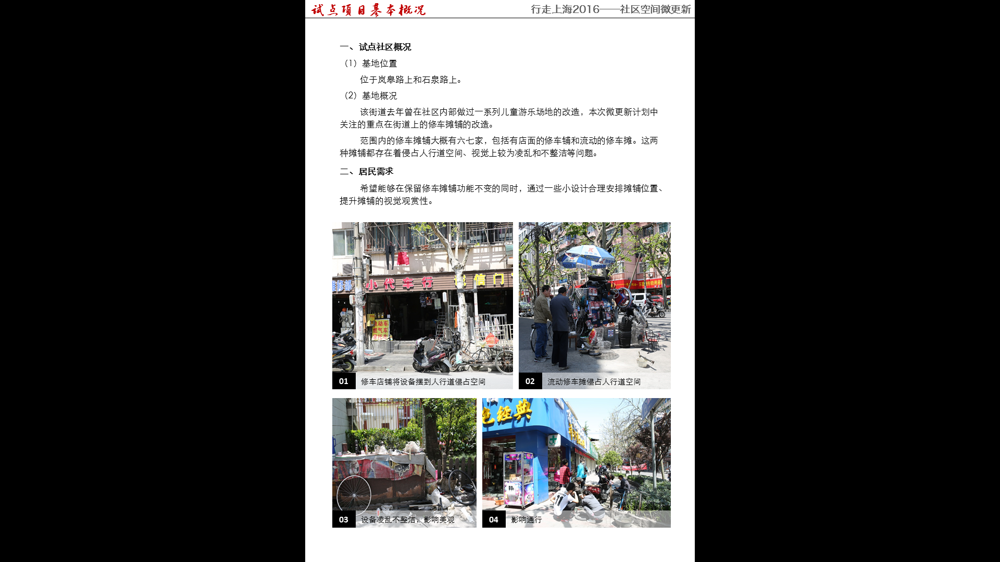 试点项目基本概况
行走上海2016——社区空间微更新
一、试点社区概况
（1）基地位置
位于岚皋路上和石泉路上。
（2）基地概况
该街道去年曾在社区内部做过一系列儿童游乐场地的改造，本次微更新计划中
关注的重点在街道上的修车摊铺的改造。
范围内的修车摊铺大概有六七家，包括有店面的修车铺和流动的修车摊。这两
种摊铺都存在着侵占人行道空间、视觉上较为凌乱和不整洁等问题。
二、居民需求
希望能够在保留修车摊铺功能不变的同时，通过一些小设计合理安排摊铺位置、
提升摊铺的视觉观赏性。
维修部
小代车行
诚信门
电动车
燃气车
摩托车
01 修车店铺将设备摆到人行道侵占空间
02 流动修车摊侵占人行道空间
色经典
11
03 设备凌乱不整洁，影响美观
04 影响通行